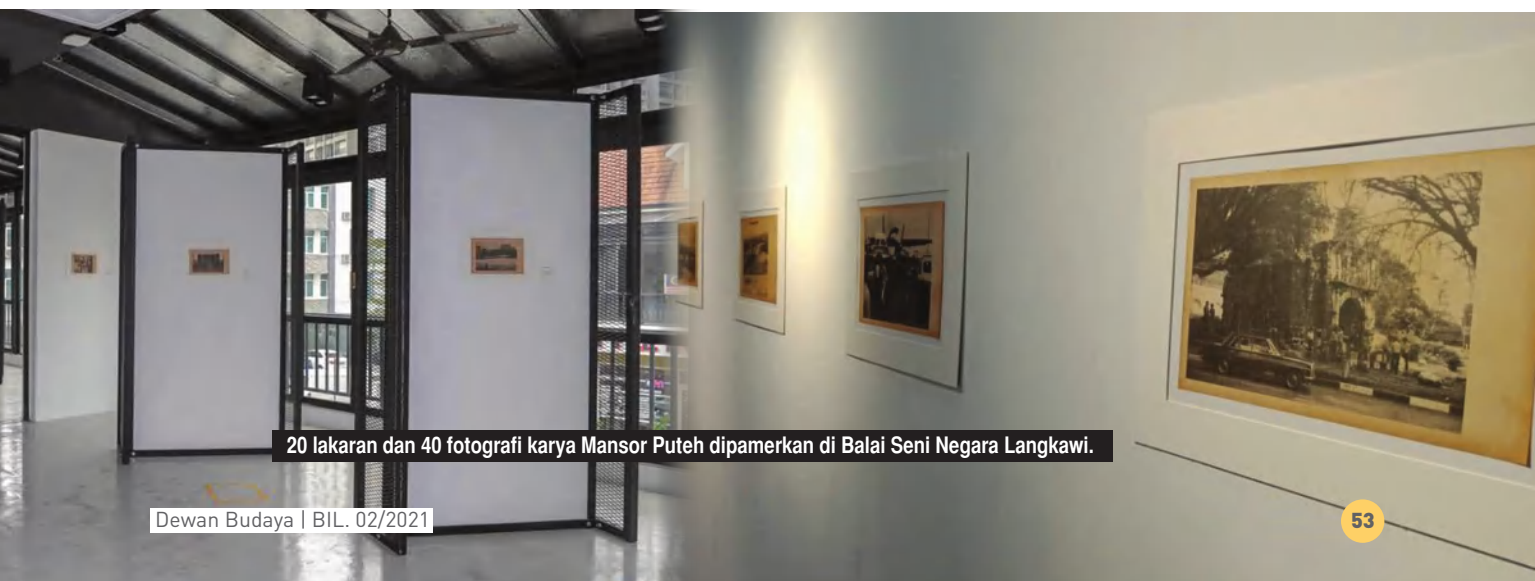 20 lakaran dan 40 fotografi karya Mansor Puteh dipamerkan di Balai Seni Negara Langkawi.
Dewan Budaya | BIL. 02/2021
53